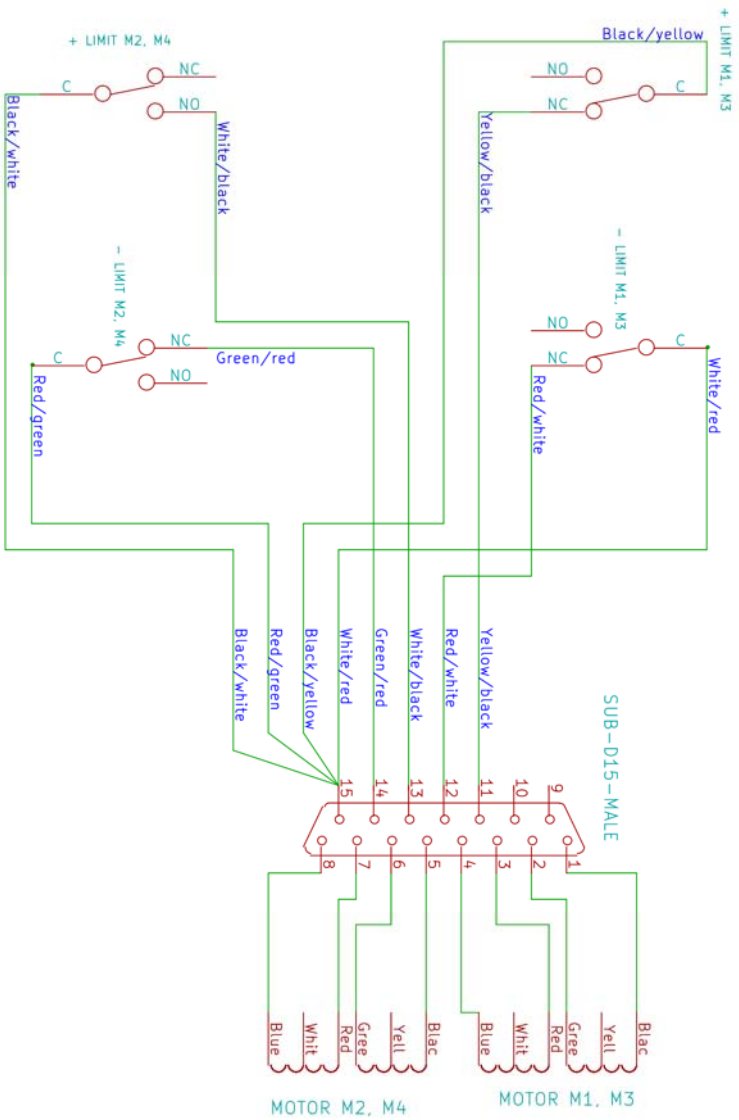 + LIMIT M2, M4
NC
C
NO
Black/white
White/black
Black/yellow
+ LIMIT M1, M3
NO
C
NC
Yellow/black
- LIMIT M2, M4
NC
C
NO
Green/red
Red/green
- LIMIT M1, M3
NO
C
NC
Red/white
White/red
Black/white
Red/green
Black/yellow
White/red
Green/red
White/black
Red/white
Yellow/black
SUB-D15-MALE
15
14
13
12
11
10
9
8
7
6
5
4
3
2
1
Blue
Whit
Red
Gree
Yell
Blac
Blue
Whit
Red
Gree
Yell
Blac
MOTOR M2, M4
MOTOR M1, M3